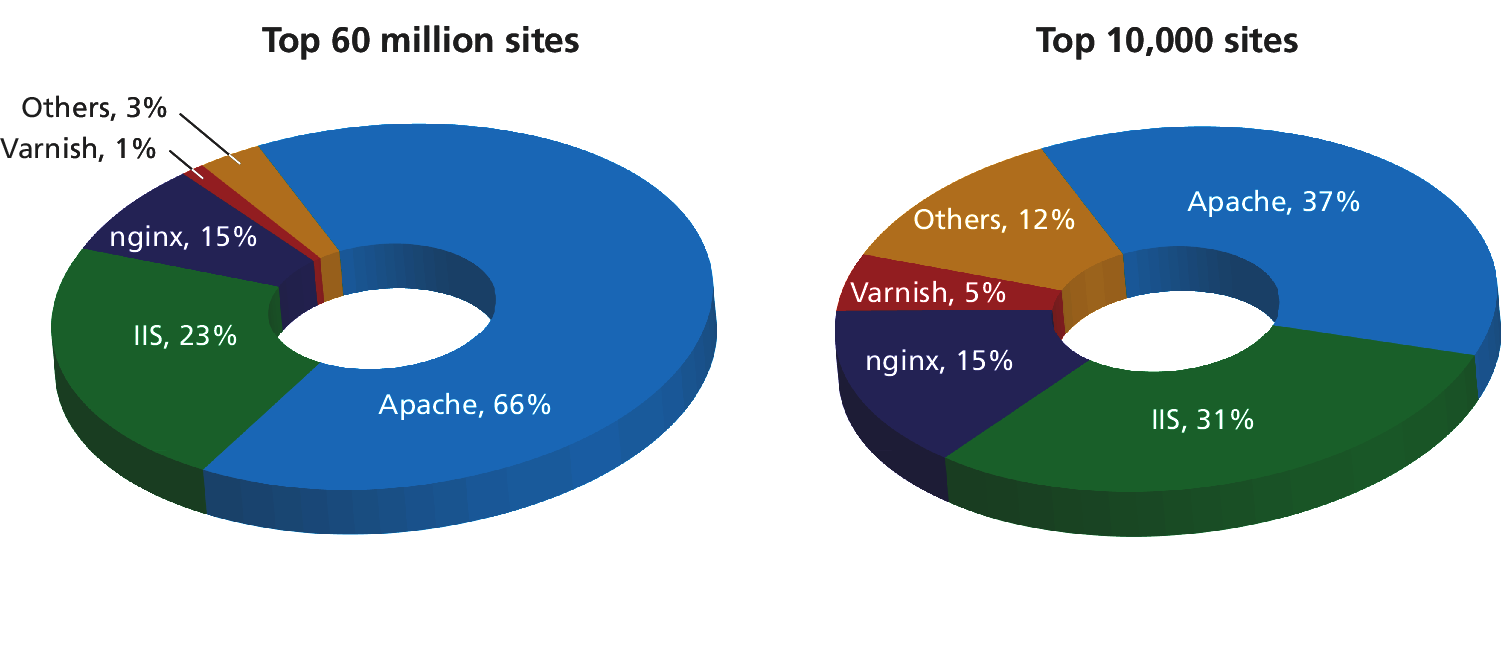 Top 60 million sites
Others, 3%
Varnish, 1%
nginx, 15%
IIS, 23%
Apache, 66%
Top 10,000 sites
Apache, 37%
Others, 12%
Varnish, 5%
nginx, 15%
IIS, 31%